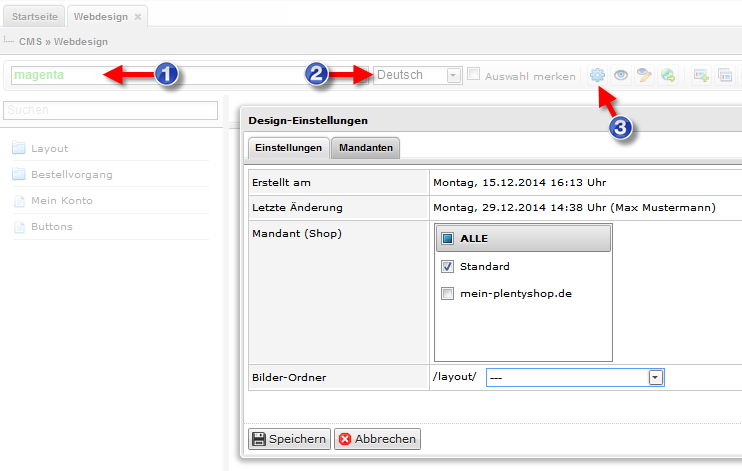 Startseite Webdesign
CMS » Webdesign
magenta 1 2 Deutsch Auswahl merken
3
Suchen
Layout
Bestellvorgang
Mein Konto
Buttons
Design-Einstellungen
Einstellungen Mandanten
Erstellt am Montag, 15.12.2014 16:13 Uhr
Letzte Änderung Montag, 29.12.2014 14:38 Uhr (Max Mustermann)
Mandant (Shop) ALLE
Standard
mein-plentyshop.de
Bilder-Ordner /layout/ ---
Speichern Abbrechen